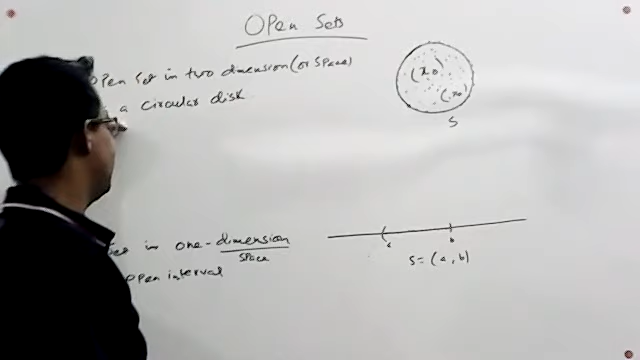 Open Sets
Open Set in two dimension (or Space)
a circular disk
(x₀)
(x₀)
S
in one-dimension
Space
open interval
( a
b
S = (a, b)